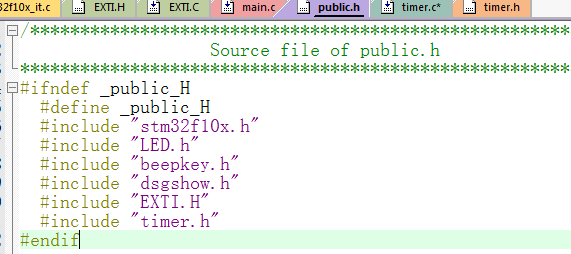 32f10x_it.c EXTI.H EXTI.C main.c public.h timer.c* timer.h
/*******************************************************
Source file of public.h
********************************************************
#ifndef _public_H
#define _public_H
#include "stm32f10x.h"
#include "LED.h"
#include "beepkey.h"
#include "dsgshow.h"
#include "EXTI.H"
#include "timer.h"
#endif